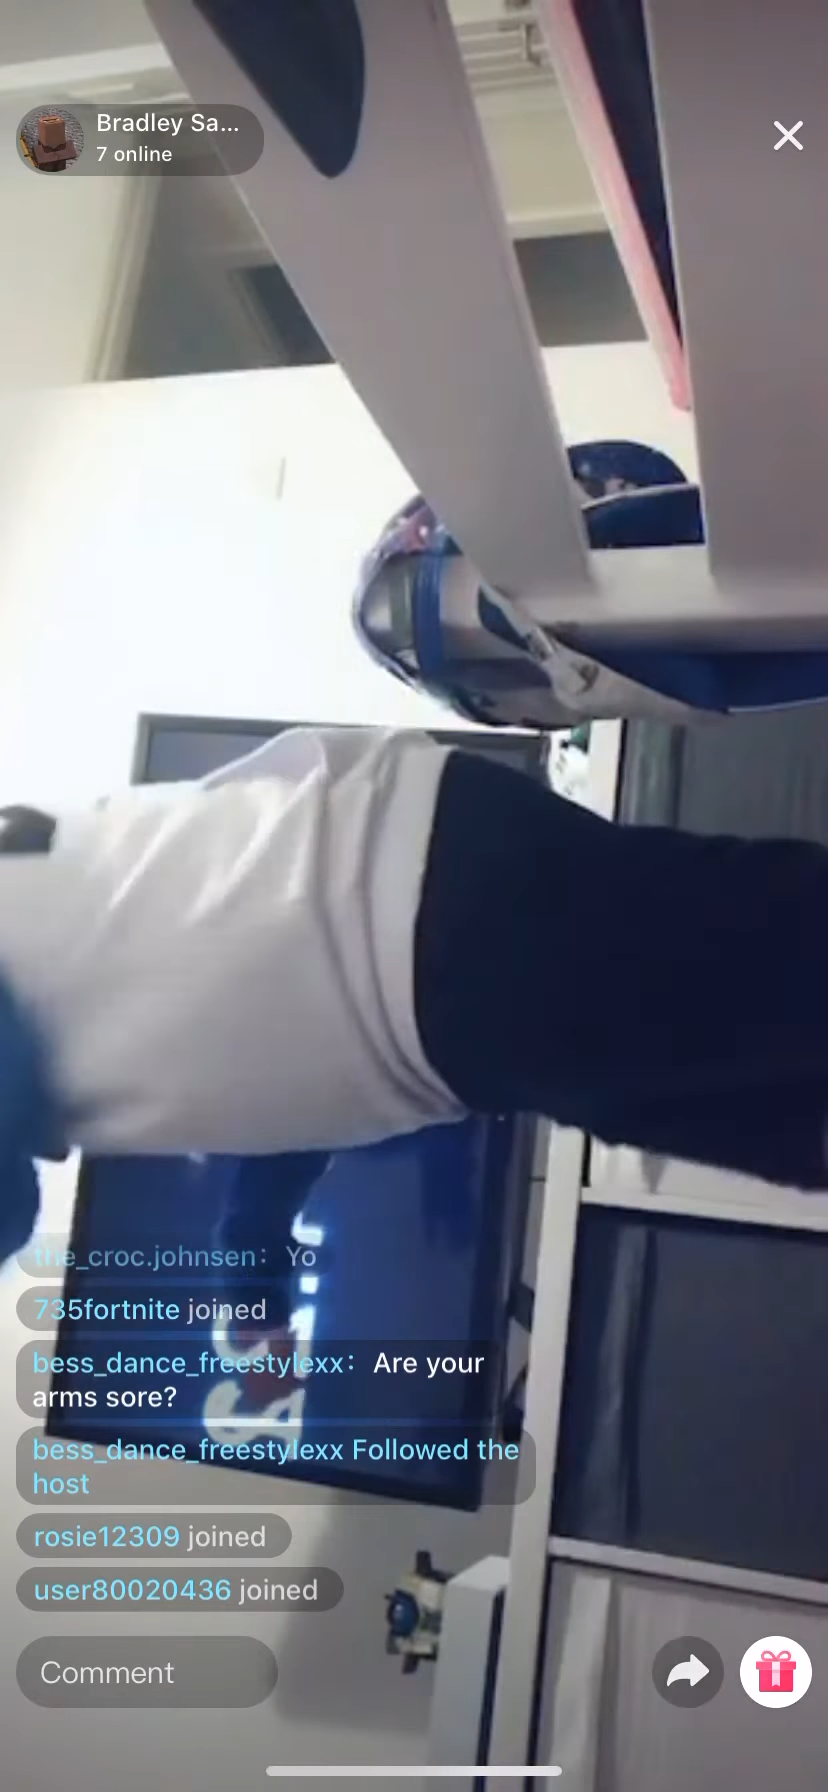 Bradley Sa...
7 online
the_croc.johnsen: Yo
735fortnite joined
bess_dance_freestylexx: Are your
arms sore?
bess_dance_freestylexx Followed the
host
rosie12309 joined
user80020436 joined
Comment